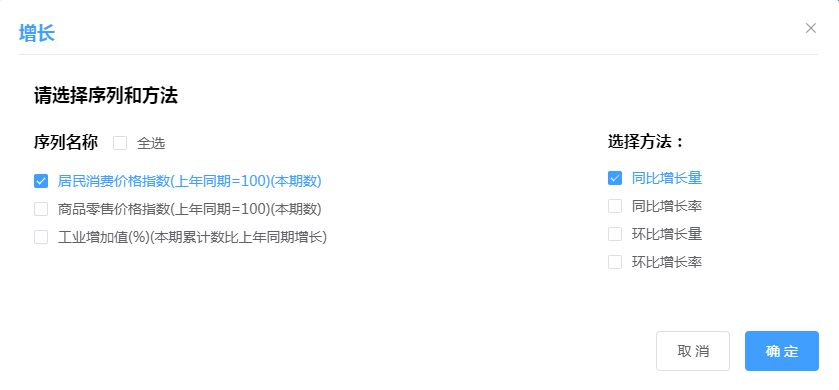 增长
请选择序列和方法
序列名称 全选
居民消费价格指数(上年同期=100)(本期数)
商品零售价格指数(上年同期=100)(本期数)
工业增加值(%)(本期累计数比上年同期增长)
选择方法：
同比增长量
同比增长率
环比增长量
环比增长率
取 消 确 定